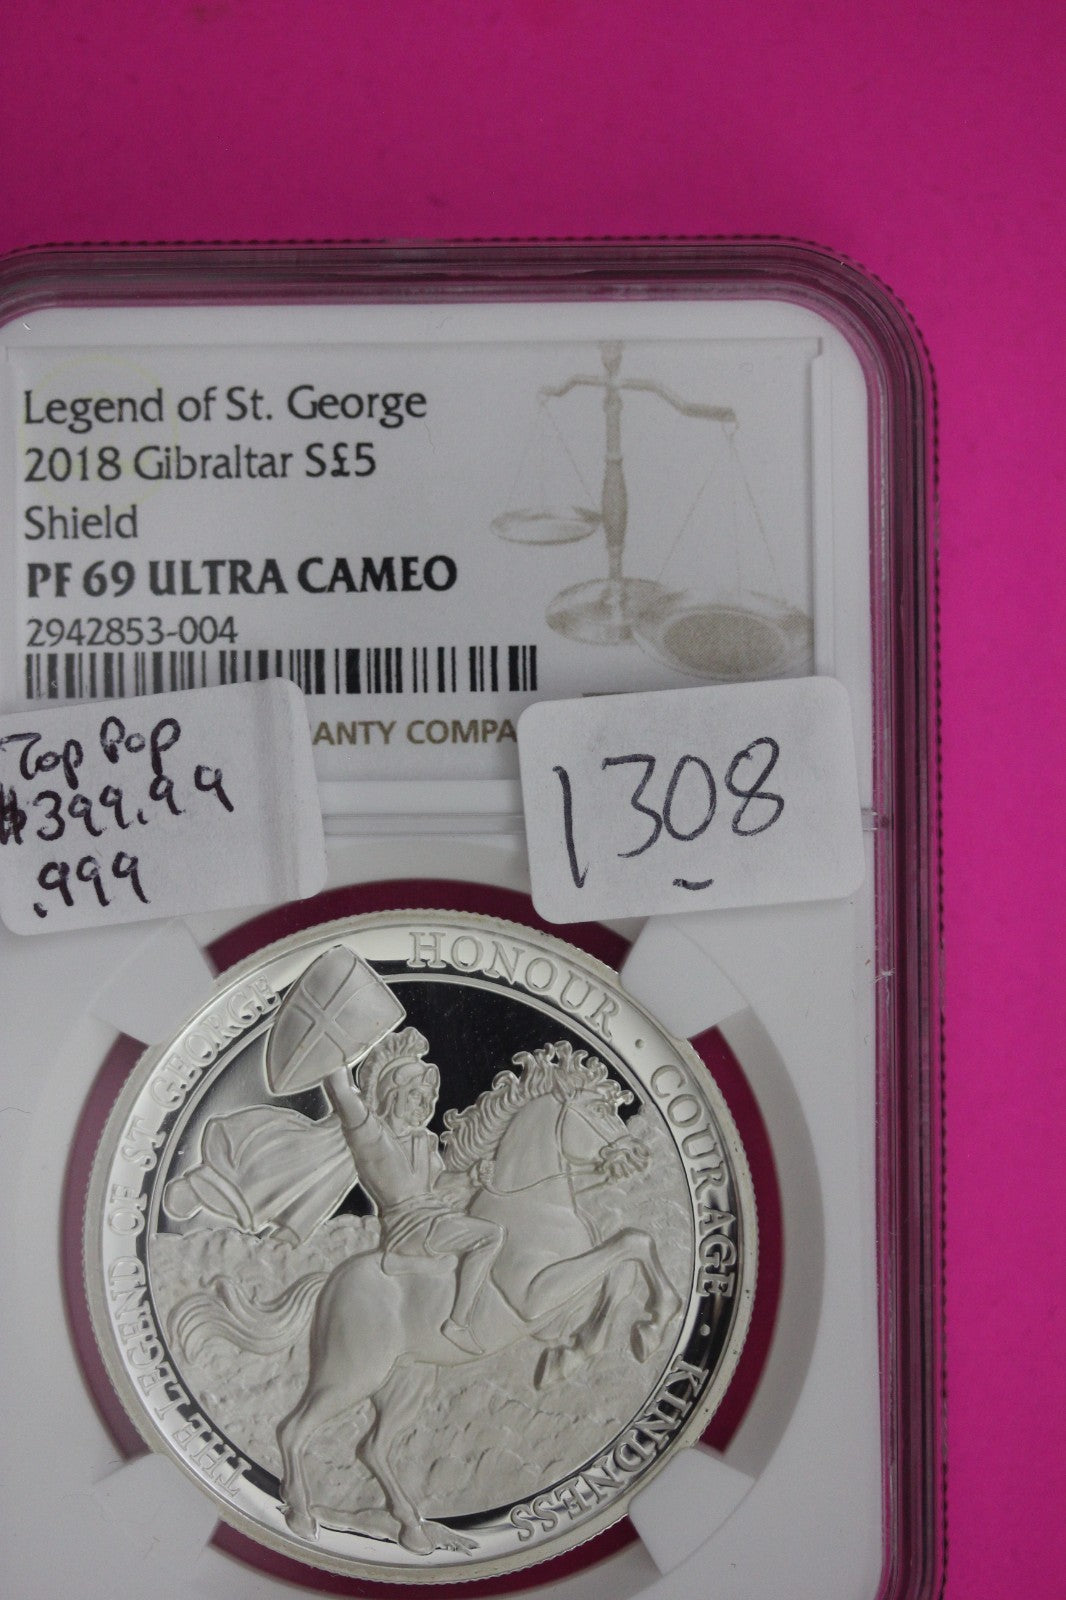 Legend of St. George
2018 Gibraltar S£5
Shield
PF 69 ULTRA CAMEO
2942853-004
ANTY COMPA
Top Pop
$399.99
.999
1308
THE LEGEND OF ST GEORGE
HONOUR · COURAGE · KINDNESS